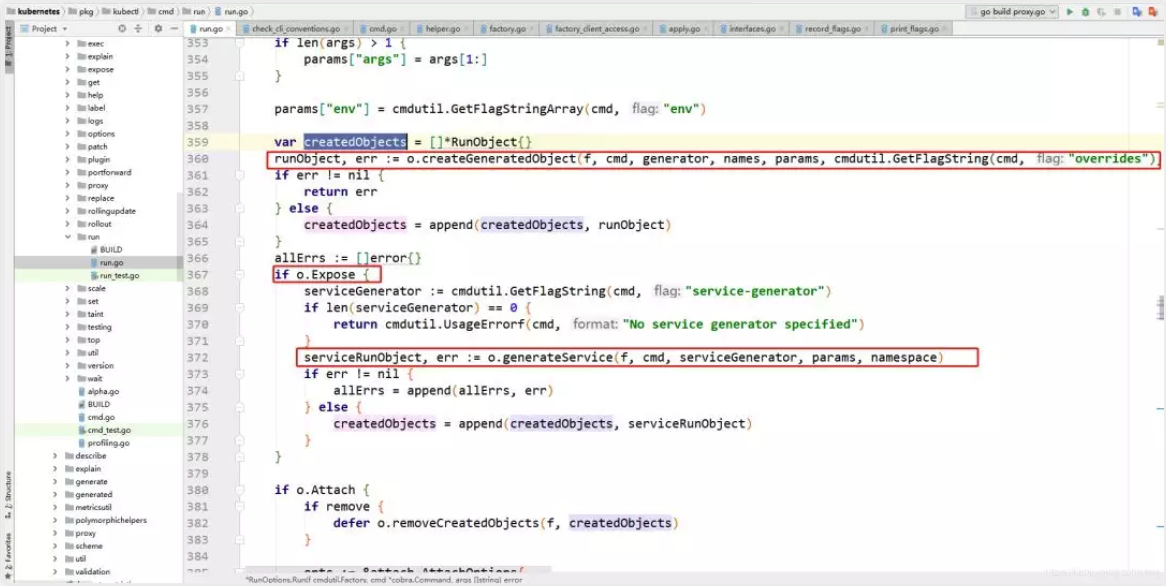 kubernetes pkg kubectl cmd run run.go
go build proxy.go
Project
run.go check_cli_conventions.go cmd.go helper.go factory.go factory_client_access.go apply.go interfaces.go record_flags.go print_flags.go
1: Project
Z: Structure
2: Favorites
exec
explain
expose
get
help
label
logs
options
patch
plugin
portforward
proxy
replace
rollingupdate
rollout
run
BUILD
run.go
run_test.go
scale
set
taint
testing
top
util
version
wait
alpha.go
BUILD
cmd.go
cmd_test.go
profiling.go
describe
explain
generate
generated
metricsutil
polymorphichelpers
proxy
scheme
util
validation
353 if len(args) > 1 {
354 params["args"] = args[1:]
355 }
356
357 params["env"] = cmdutil.GetFlagStringArray(cmd, flag: "env")
358
359 var createdObjects = []*RunObject{}
360 runObject, err := o.createGeneratedObject(f, cmd, generator, names, params, cmdutil.GetFlagString(cmd, flag: "overrides"),
361 if err != nil {
362 return err
363 } else {
364 createdObjects = append(createdObjects, runObject)
365 }
366 allErrs := []error{}
367 if o.Expose {
368 serviceGenerator := cmdutil.GetFlagString(cmd, flag: "service-generator")
369 if len(serviceGenerator) == 0 {
370 return cmdutil.UsageErrorf(cmd, format: "No service generator specified")
371 }
372 serviceRunObject, err := o.generateService(f, cmd, serviceGenerator, params, namespace)
373 if err != nil {
374 allErrs = append(allErrs, err)
375 } else {
376 createdObjects = append(createdObjects, serviceRunObject)
377 }
378 }
379
380 if o.Attach {
381 if remove {
382 defer o.removeCreatedObjects(f, createdObjects)
383 }
384
opts := &attach.AttachOptions{
*RunOptions.Run(f cmdutil.Factory, cmd *cobra.Command, args []string) error